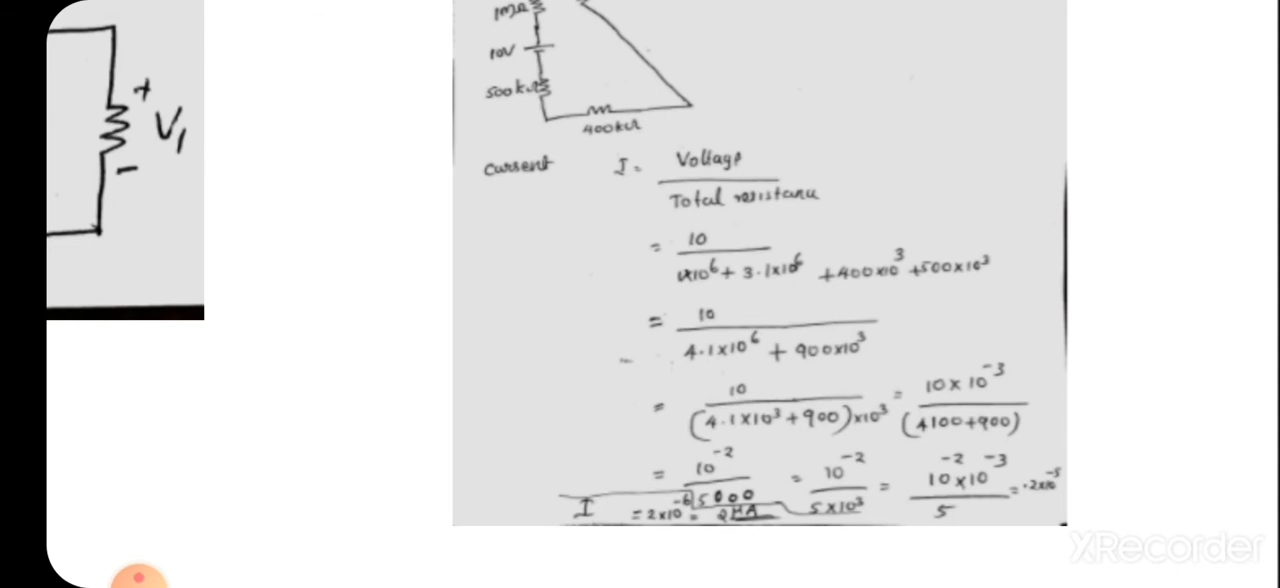 +
V1
-
1MΩ
10V
500kΩ
400kΩ
Current I = Voltage
Total resistance
= 10
1×10^6 + 3.1×10^6 + 400×10^3 + 500×10^3
= 10
4.1×10^6 + 900×10^3
= 10 = 10×10^-3
(4.1×10^3+900)×10^3 (4100+900)
= 10^-2 = 10^-2 = 10^-2×10^-3 = .2×10^-5
5000 5×10^3 5
I = 2×10^-6 = 2MA
XRecorder